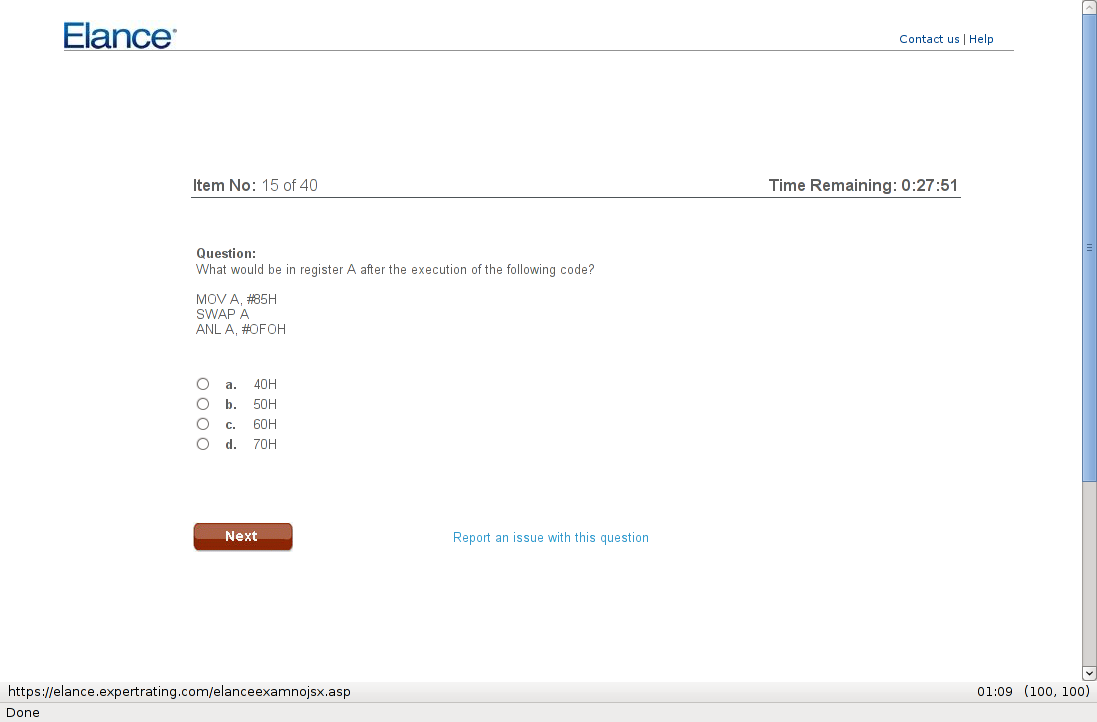 Elance
Contact us | Help
Item No: 15 of 40
Time Remaining: 0:27:51
Question:
What would be in register A after the execution of the following code?
MOV A, #85H
SWAP A
ANL A, #OFOH
a. 40H
b. 50H
c. 60H
d. 70H
Next
Report an issue with this question
https://elance.expertrating.com/elanceexamnojsx.asp
01:09 (100, 100)
Done